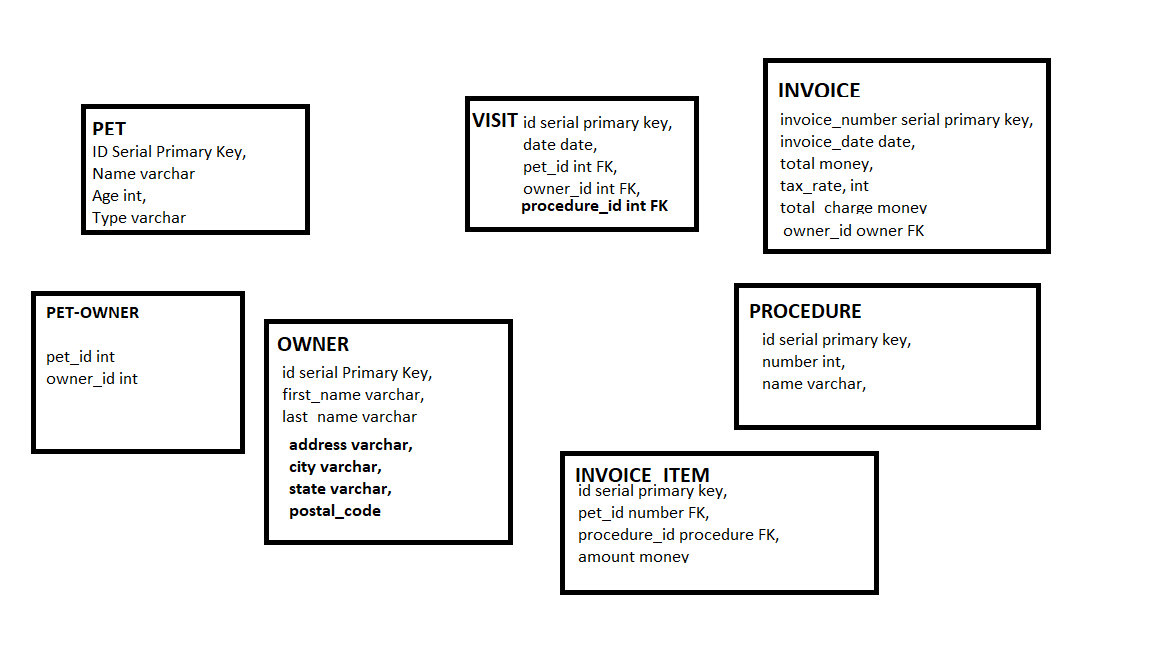 PET
ID Serial Primary Key,
Name varchar
Age int,
Type varchar
VISIT id serial primary key,
date date,
pet_id int FK,
owner_id int FK,
procedure_id int FK
INVOICE
invoice_number serial primary key,
invoice_date date,
total money,
tax_rate, int
total_charge money
owner_id owner FK
PET-OWNER
pet_id int
owner_id int
OWNER
id serial Primary Key,
first_name varchar,
last_name varchar
address varchar,
city varchar,
state varchar,
postal_code
PROCEDURE
id serial primary key,
number int,
name varchar,
INVOICE_ITEM
id serial primary key,
pet_id number FK,
procedure_id procedure FK,
amount money